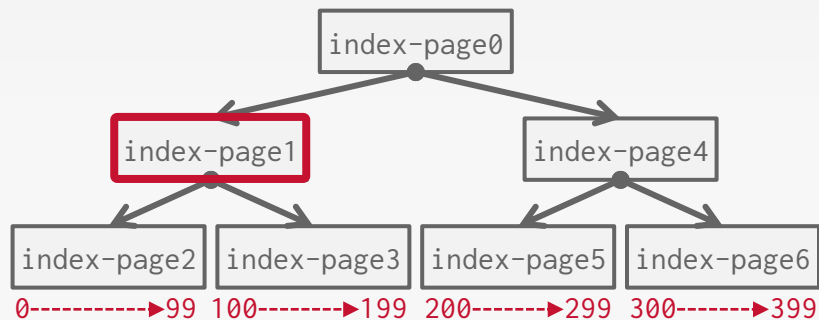 index-page0
index-page1 index-page4
index-page2 index-page3 index-page5 index-page6
0 99 100 199 200 299 300 399